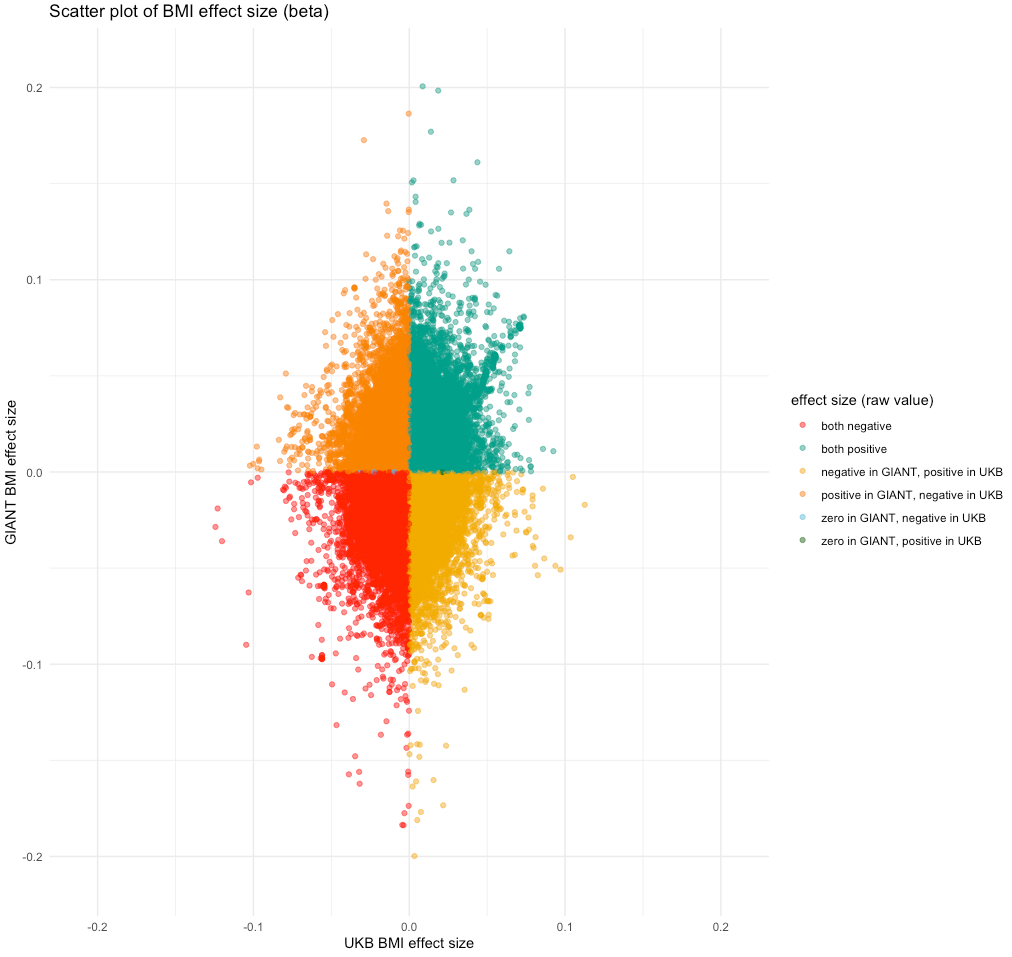 Scatter plot of BMI effect size (beta)
0.2
0.1
0.0
-0.1
-0.2
GIANT BMI effect size
-0.2
-0.1
0.0
0.1
0.2
UKB BMI effect size
effect size (raw value)
both negative
both positive
negative in GIANT, positive in UKB
positive in GIANT, negative in UKB
zero in GIANT, negative in UKB
zero in GIANT, positive in UKB